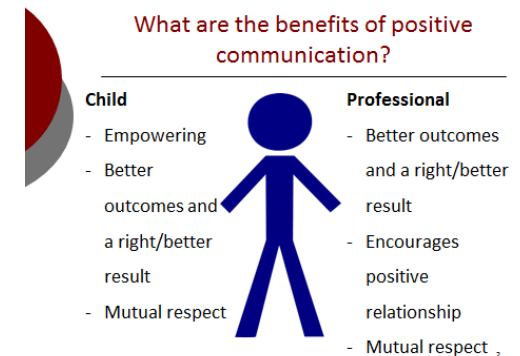 What are the benefits of positive
communication?
Child
- Empowering
- Better
outcomes and
a right/better
result
- Mutual respect
Professional
- Better outcomes
and a right/better
result
- Encourages
positive
relationship
- Mutual respect ,